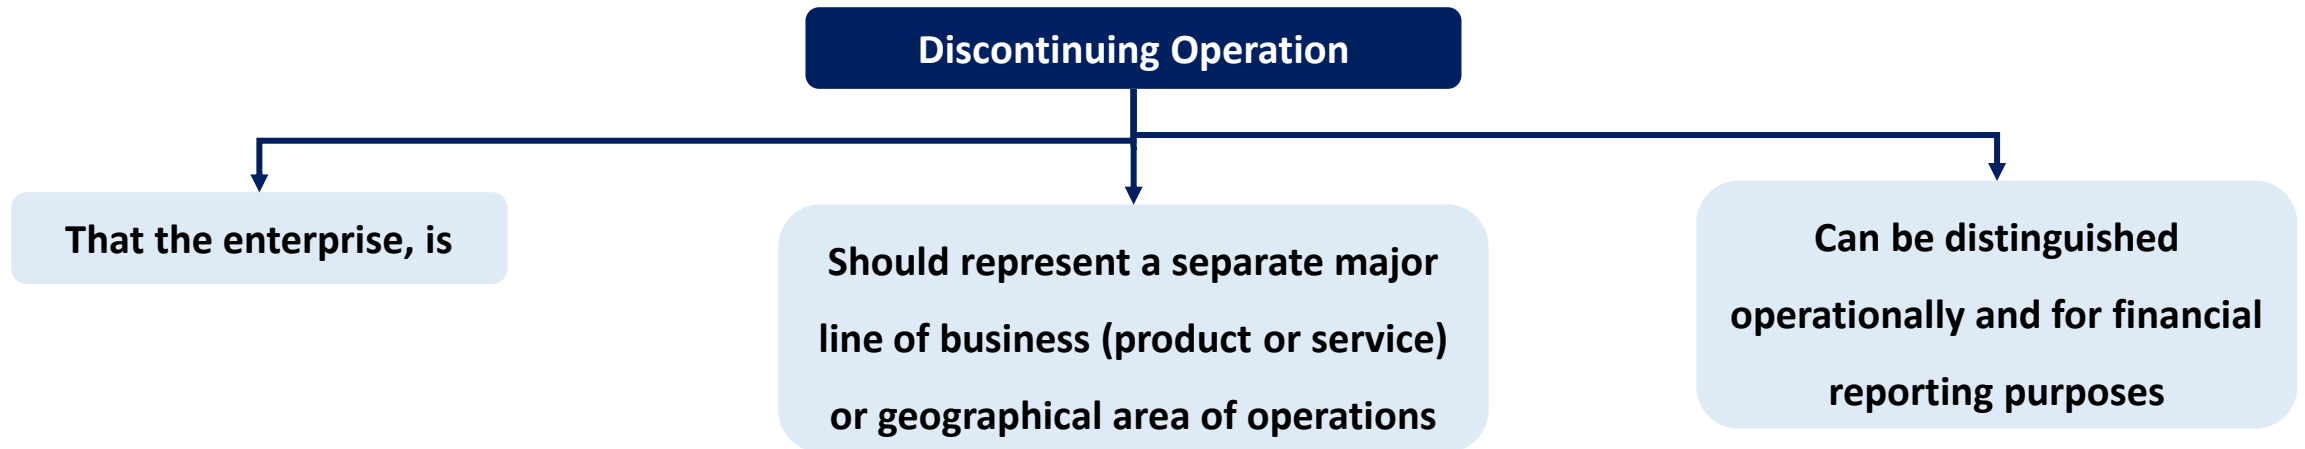 Discontinuing Operation
That the enterprise, is
Should represent a separate major
line of business (product or service)
or geographical area of operations
Can be distinguished
operationally and for financial
reporting purposes